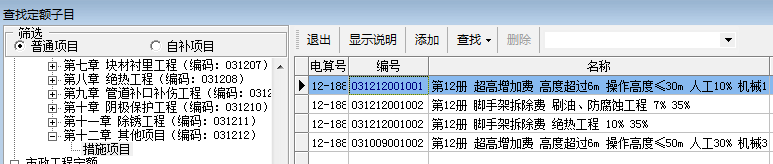 查找定额子目
筛选
普通项目 自补项目
第七章 块材衬里工程（编码：031207）
第八章 绝热工程（编码：031208）
第九章 管道补口补伤工程（编码：
第十章 阴极保护工程（编码：031210）
第十一章 除锈工程（编码：031211）
第十二章 其他项目（编码：031212）
措施项目
市政工程定额
退出 显示说明 添加 查找 删除
电算号 编号 名称
12-188 031212001001 第12册 超高增加费 高度超过6m 操作高度≤30m 人工10% 机械1
12-188 031212001002 第12册 脚手架拆除费 刷油、防腐蚀工程 7% 35%
12-188 031212001002 第12册 脚手架拆除费 绝热工程 10% 35%
12-188 031009001002 第12册 超高增加费 高度超过6m 操作高度≤50m 人工30% 机械3